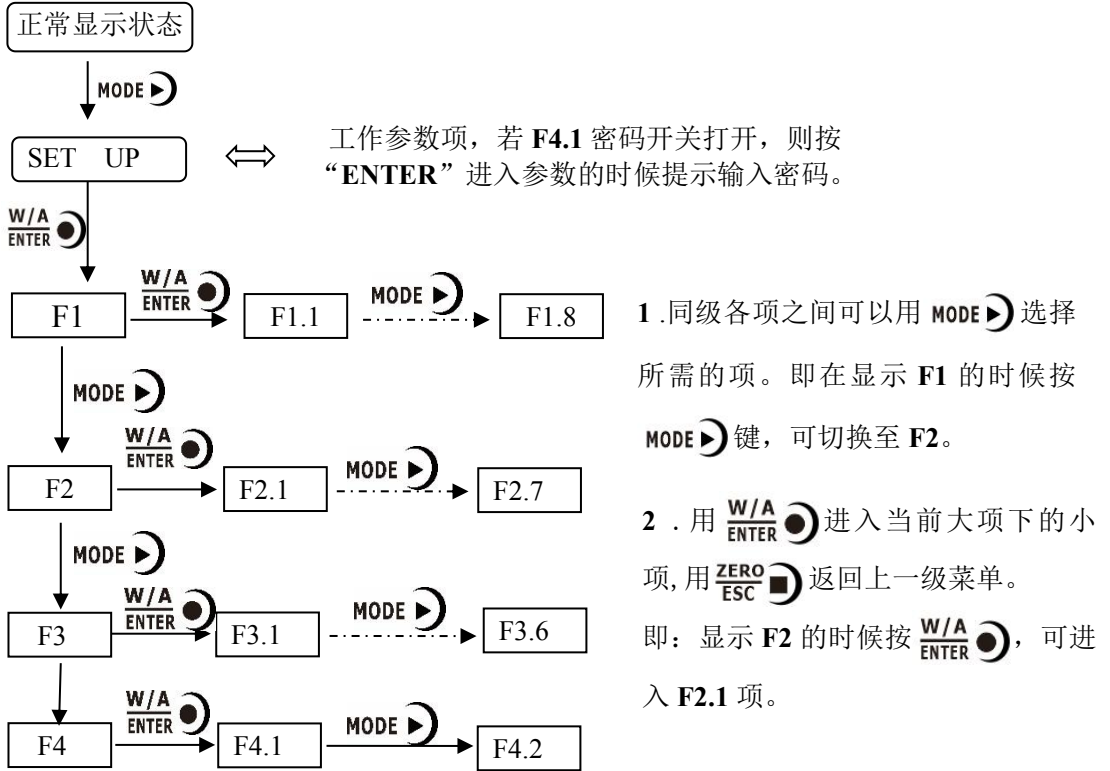 正常显示状态
MODE
SET UP
工作参数项，若 F4.1 密码开关打开，则按
“ENTER”进入参数的时候提示输入密码。
W/A
ENTER
F1
W/A
ENTER
F1.1
MODE
F1.8
MODE
F2
W/A
ENTER
F2.1
MODE
F2.7
MODE
F3
W/A
ENTER
F3.1
MODE
F3.6
F4
W/A
ENTER
F4.1
MODE
F4.2
1 .同级各项之间可以用 MODE 选择
所需的项。即在显示 F1 的时候按
MODE 键，可切换至 F2。
2 . 用 W/A ENTER 进入当前大项下的小
项,用 ZERO ESC 返回上一级菜单。
即：显示 F2 的时候按 W/A ENTER ，可进
入 F2.1 项。